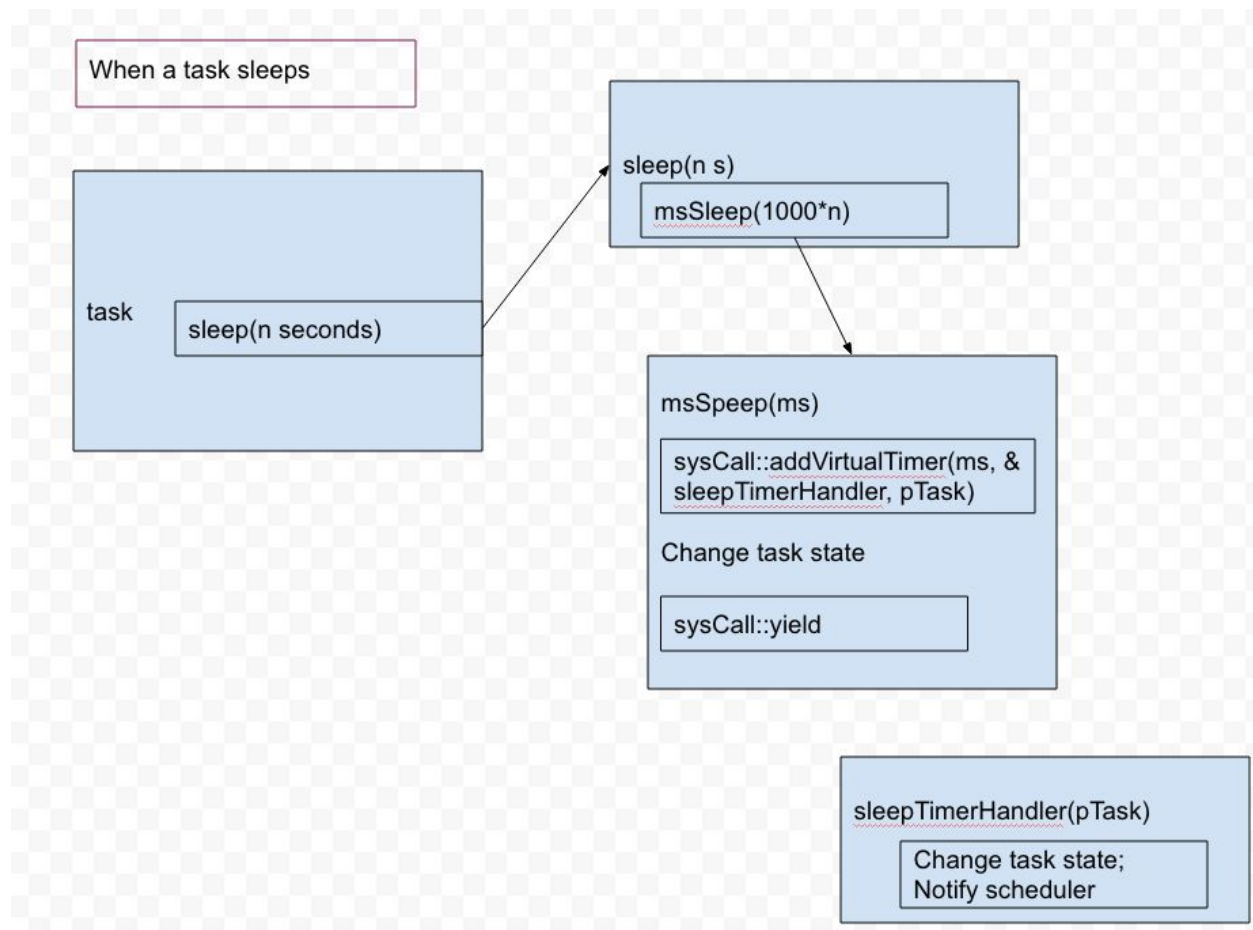 When a task sleeps
sleep(n s)
msSleep(1000*n)
task
sleep(n seconds)
msSpeep(ms)
sysCall::addVirtualTimer(ms, &
sleepTimerHandler, pTask)
Change task state
sysCall::yield
sleepTimerHandler(pTask)
Change task state;
Notify scheduler